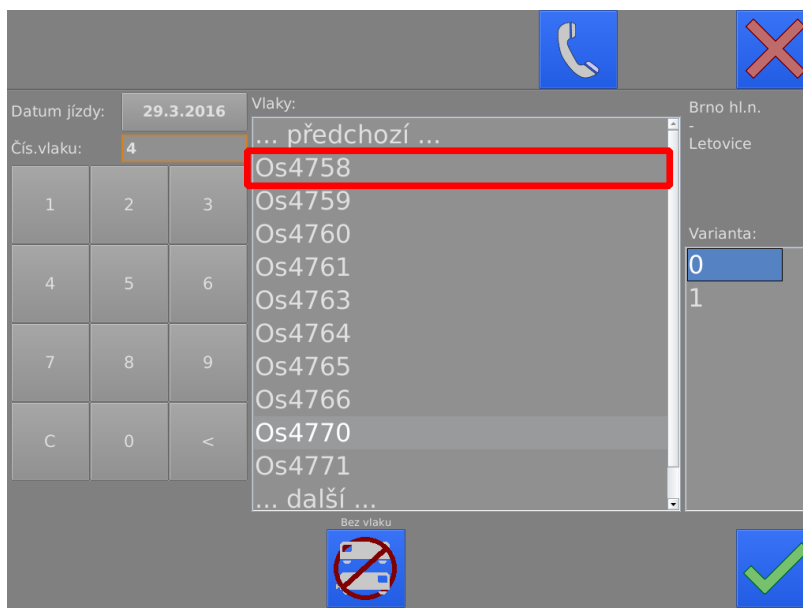 Datum jízdy:
29.3.2016
Čís.vlaku:
4
1
2
3
4
5
6
7
8
9
C
0
<
Vlaky:
... předchozí ...
Os4758
Os4759
Os4760
Os4761
Os4763
Os4764
Os4765
Os4766
Os4770
Os4771
... další ...
Brno hl.n.
-
Letovice
Varianta:
0
1
Bez vlaku